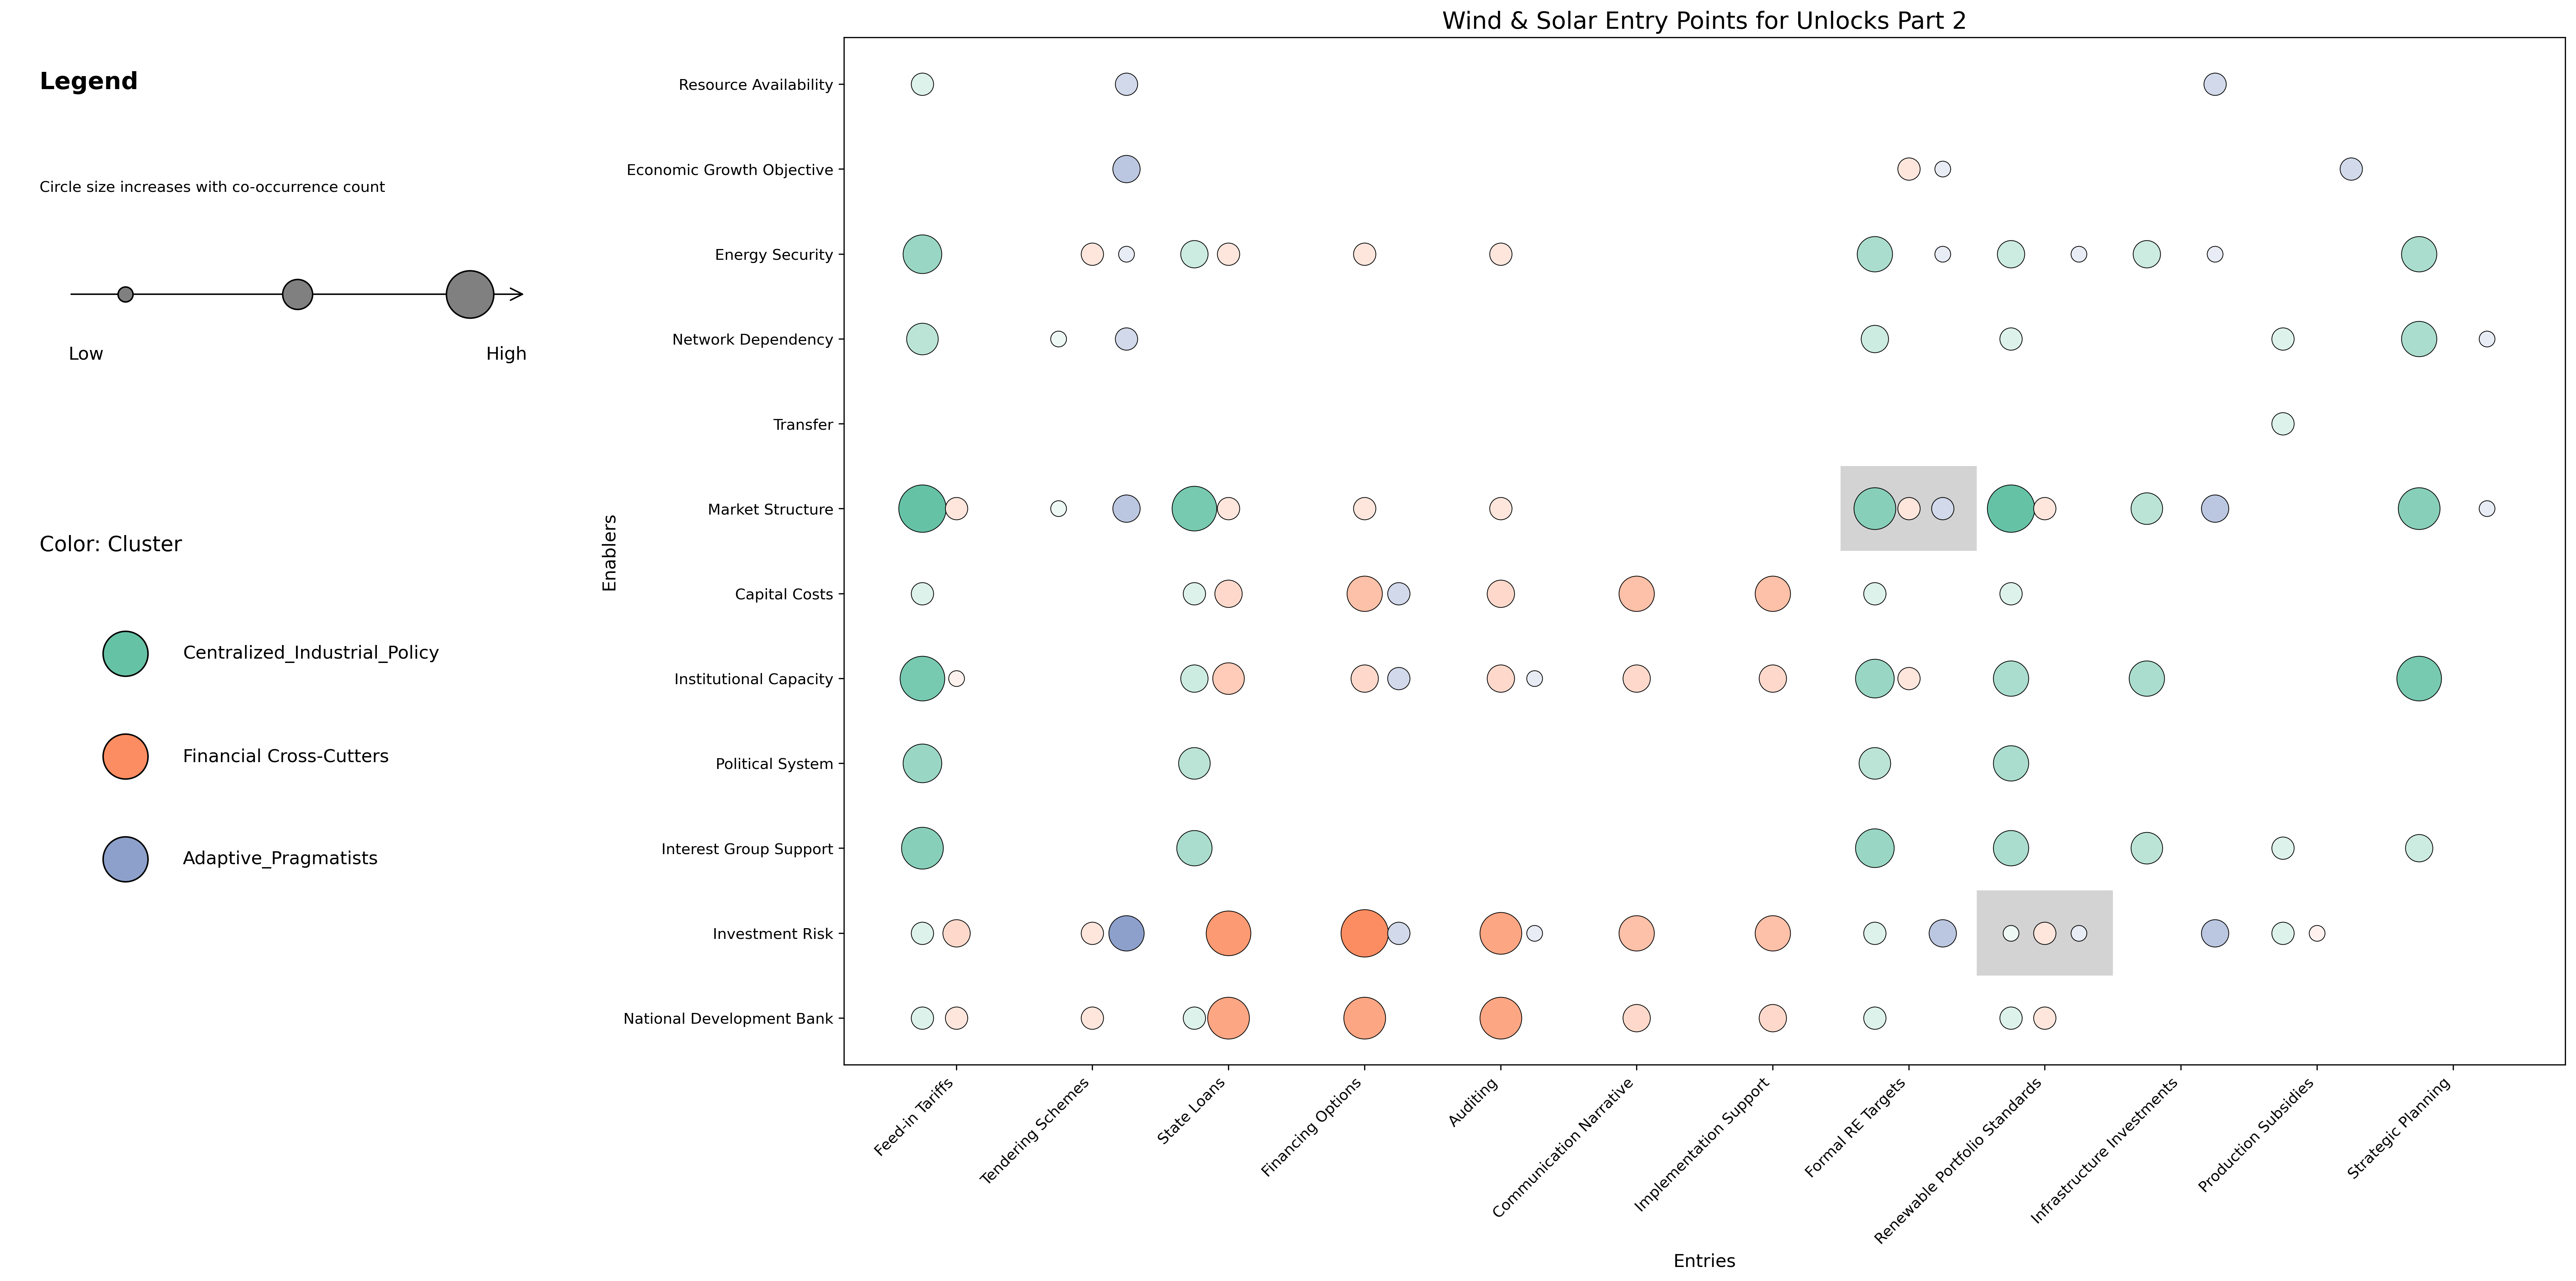 Wind & Solar Entry Points for Unlocks Part 2
Legend
Circle size increases with co-occurrence count
Low
High
Color: Cluster
Centralized_Industrial_Policy
Financial Cross-Cutters
Adaptive_Pragmatists
Enablers
Resource Availability
Economic Growth Objective
Energy Security
Network Dependency
Transfer
Market Structure
Capital Costs
Institutional Capacity
Political System
Interest Group Support
Investment Risk
National Development Bank
Feed-in Tariffs
Tendering Schemes
State Loans
Financing Options
Auditing
Communication Narrative
Implementation Support
Formal RE Targets
Renewable Portfolio Standards
Infrastructure Investments
Production Subsidies
Strategic Planning
Entries